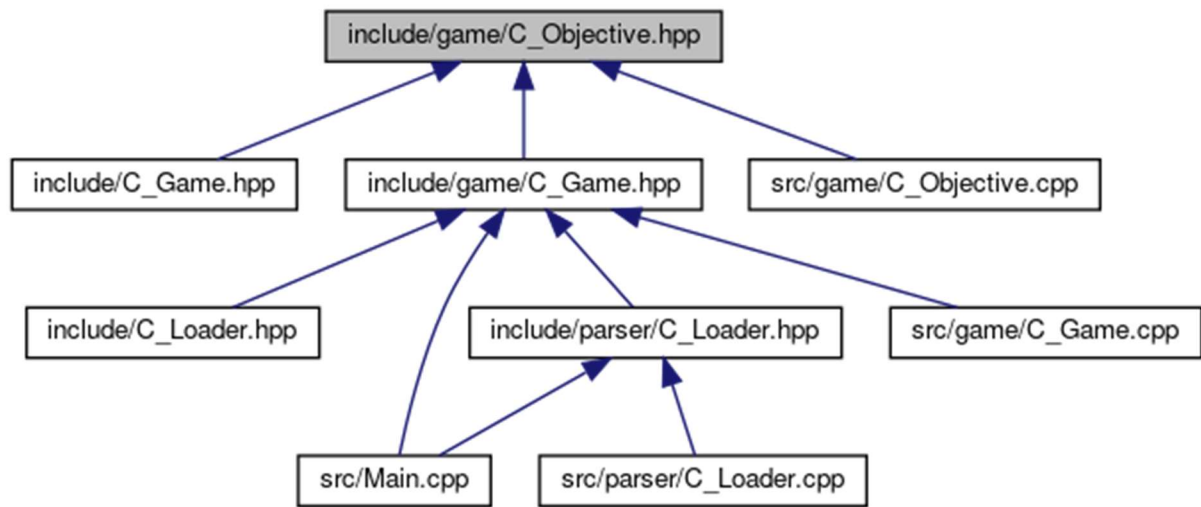 include/game/C_Objective.hpp
include/C_Game.hpp
include/game/C_Game.hpp
src/game/C_Objective.cpp
include/C_Loader.hpp
include/parser/C_Loader.hpp
src/game/C_Game.cpp
src/Main.cpp
src/parser/C_Loader.cpp